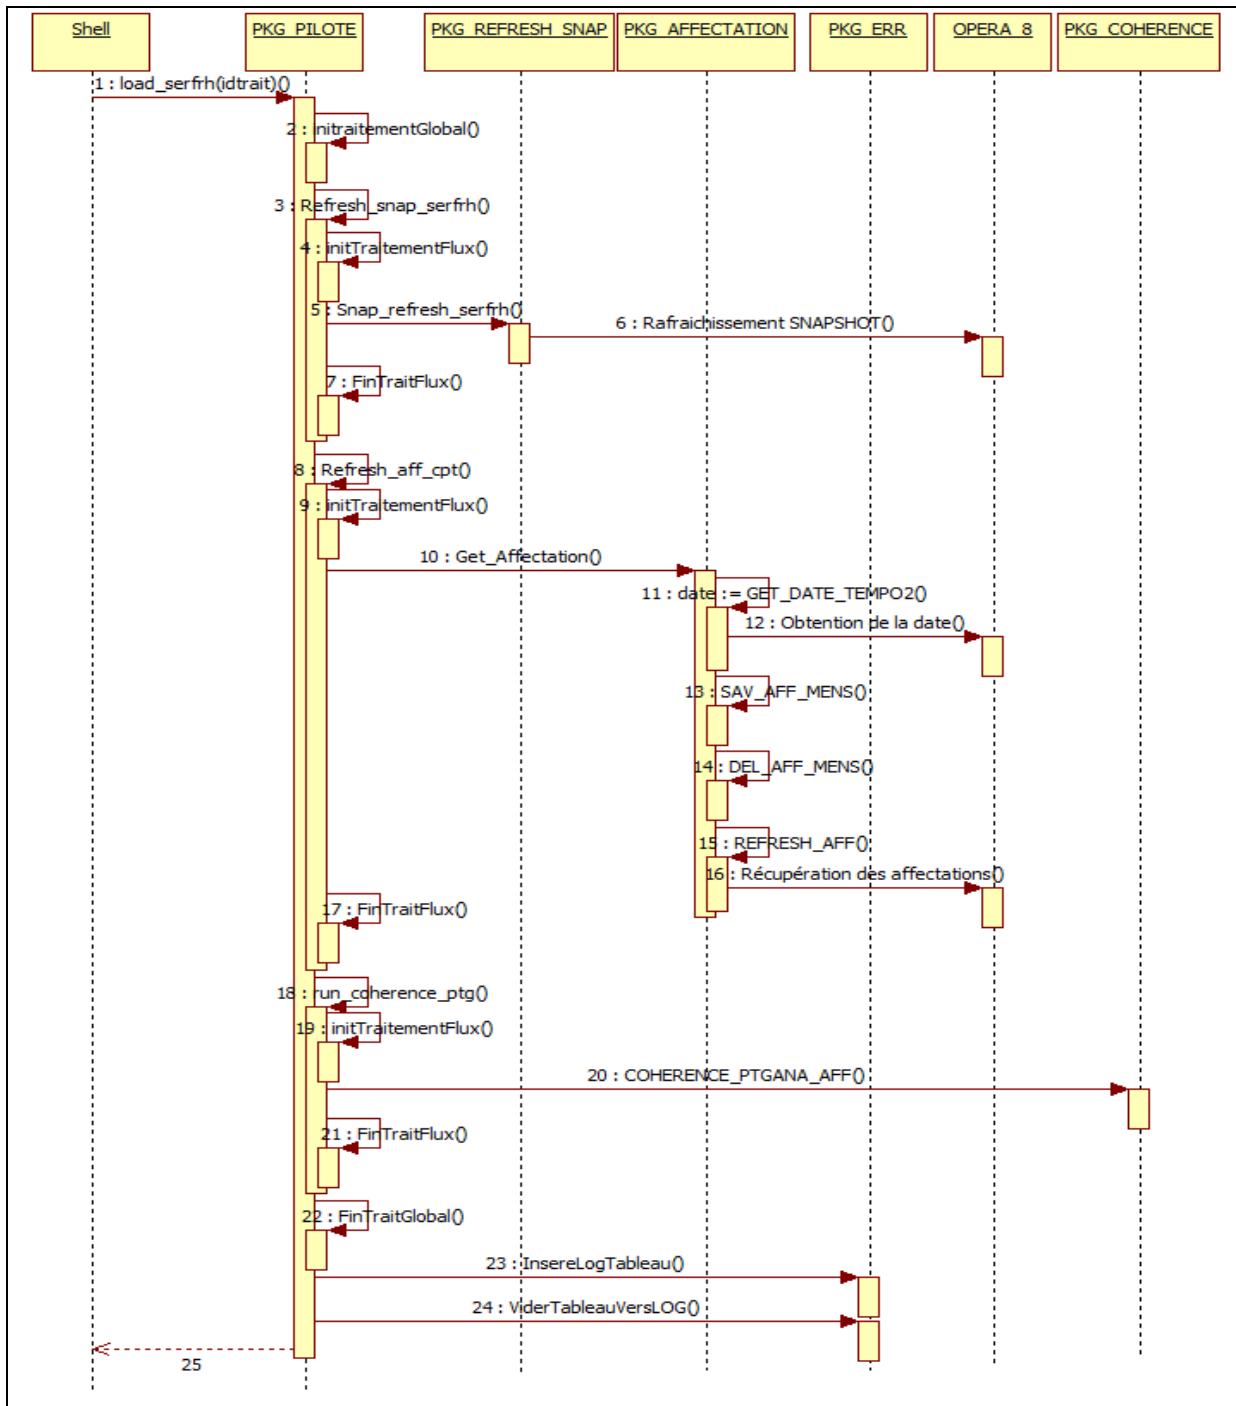 Shell
PKG_PILOTE
PKG_REFRESH_SNAP
PKG_AFFECTATION
PKG_ERR
OPERA_8
PKG_COHERENCE
1 : load_serfrh(idtrait)()
2 : initraitementGlobal()
3 : Refresh_snap_serfrh()
4 : initTraitementFlux()
5 : Snap_refresh_serfrh()
6 : Rafraichissement SNAPSHOT()
7 : FinTraitFlux()
8 : Refresh_aff_cpt()
9 : initTraitementFlux()
10 : Get_Affectation()
11 : date := GET_DATE_TEMPO2()
12 : Obtention de la date()
13 : SAV_AFF_MENS()
14 : DEL_AFF_MENS()
15 : REFRESH_AFF()
16 : Récupération des affectations()
17 : FinTraitFlux()
18 : run_coherence_ptg()
19 : initTraitementFlux()
20 : COHERENCE_PTGANA_AFF()
21 : FinTraitFlux()
22 : FinTraitGlobal()
23 : InsereLogTableau()
24 : ViderTableauVersLOG()
25